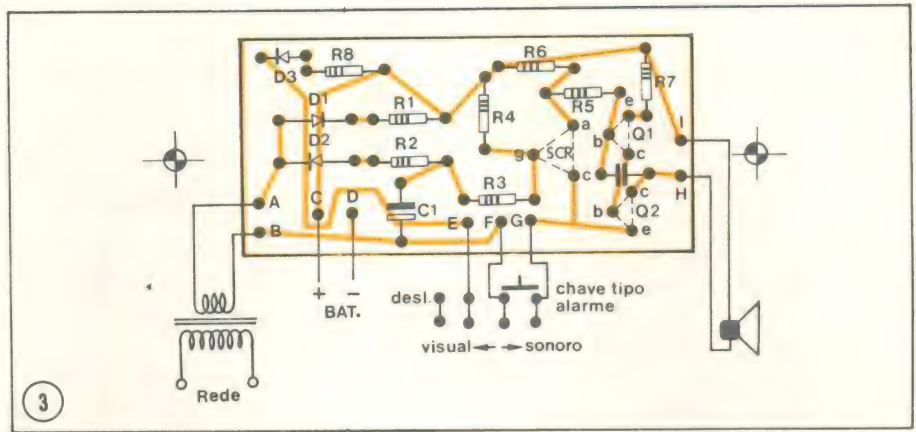 R6
R8
D3
R7
D1
R1
R4
R5
e
a
Q1
D2
b
R2
g
SCR
c
I
c
R3
c
H
A
C
D
Q2
C1
b
E
F
G
e
B
+
-
BAT.
desl.
chave tipo
alarme
visual
sonoro
Rede
3